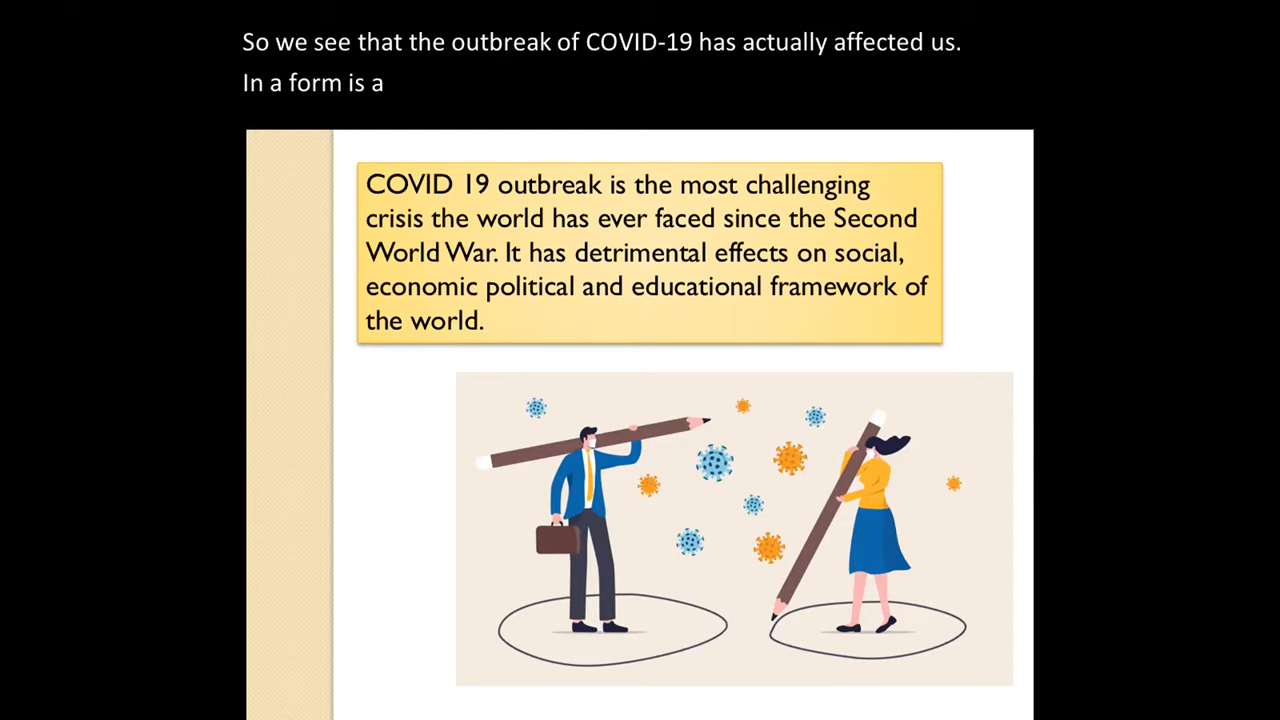 So we see that the outbreak of COVID-19 has actually affected us.
In a form is a
COVID 19 outbreak is the most challenging
crisis the world has ever faced since the Second
World War. It has detrimental effects on social,
economic political and educational framework of
the world.